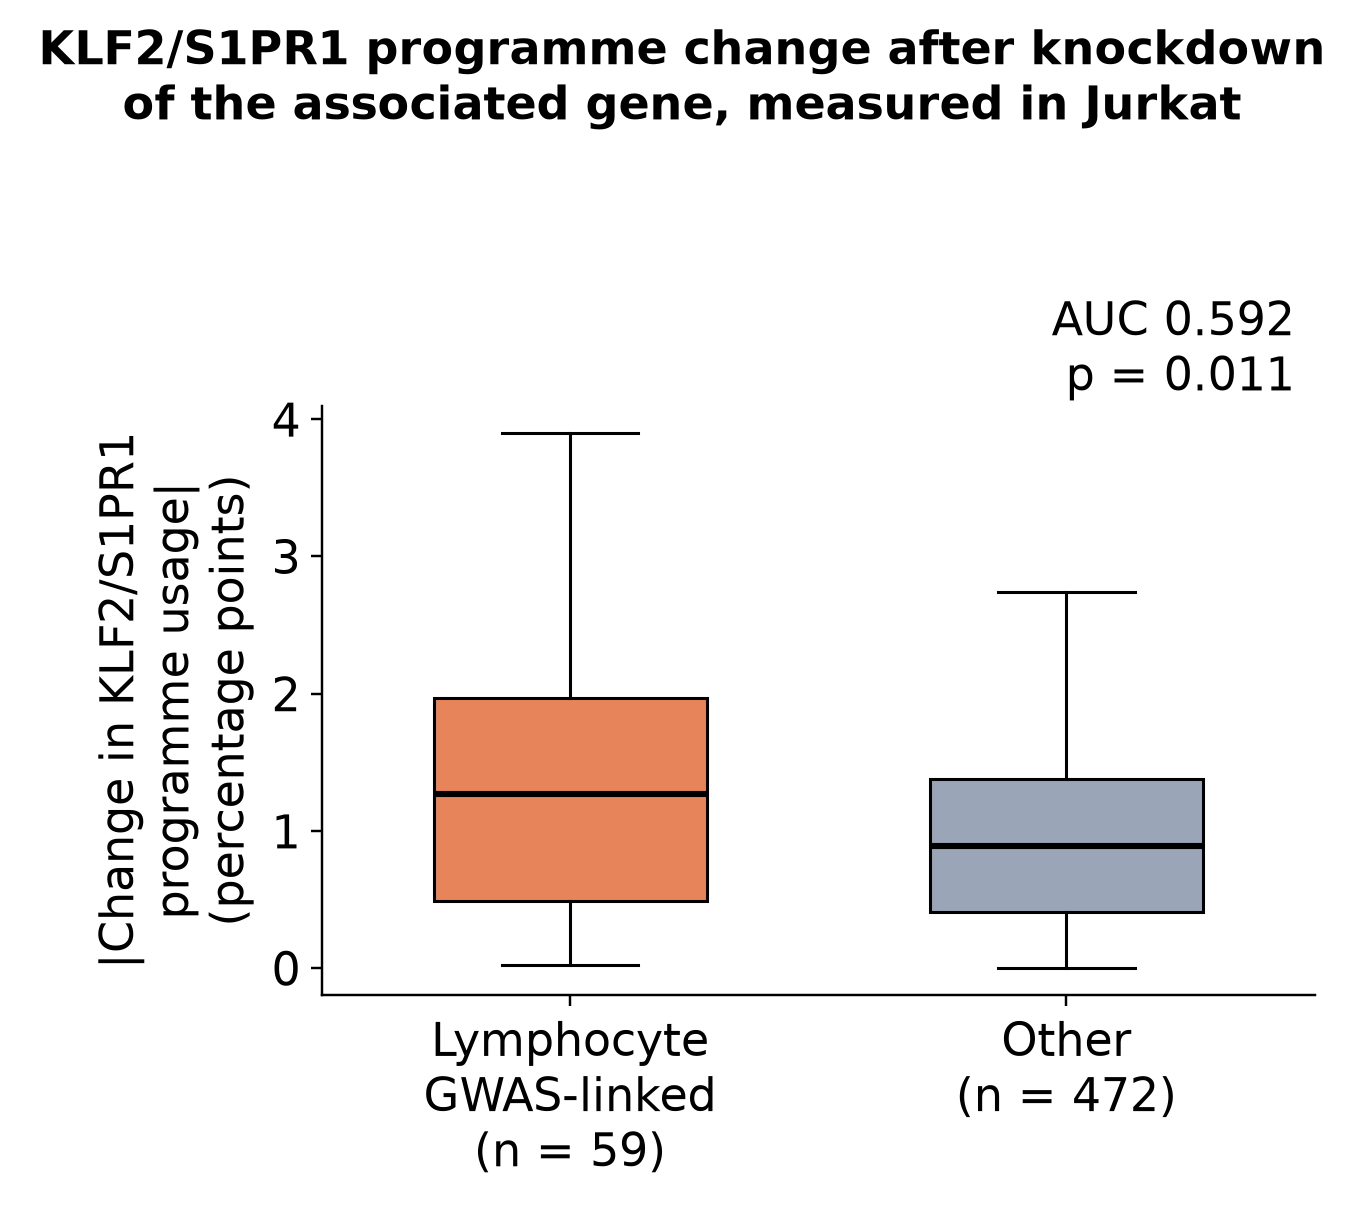 KLF2/S1PR1 programme change after knockdown
of the associated gene, measured in Jurkat
AUC 0.592
p = 0.011
|Change in KLF2/S1PR1
programme usage|
(percentage points)
4
3
2
1
0
Lymphocyte
GWAS-linked
(n = 59)
Other
(n = 472)